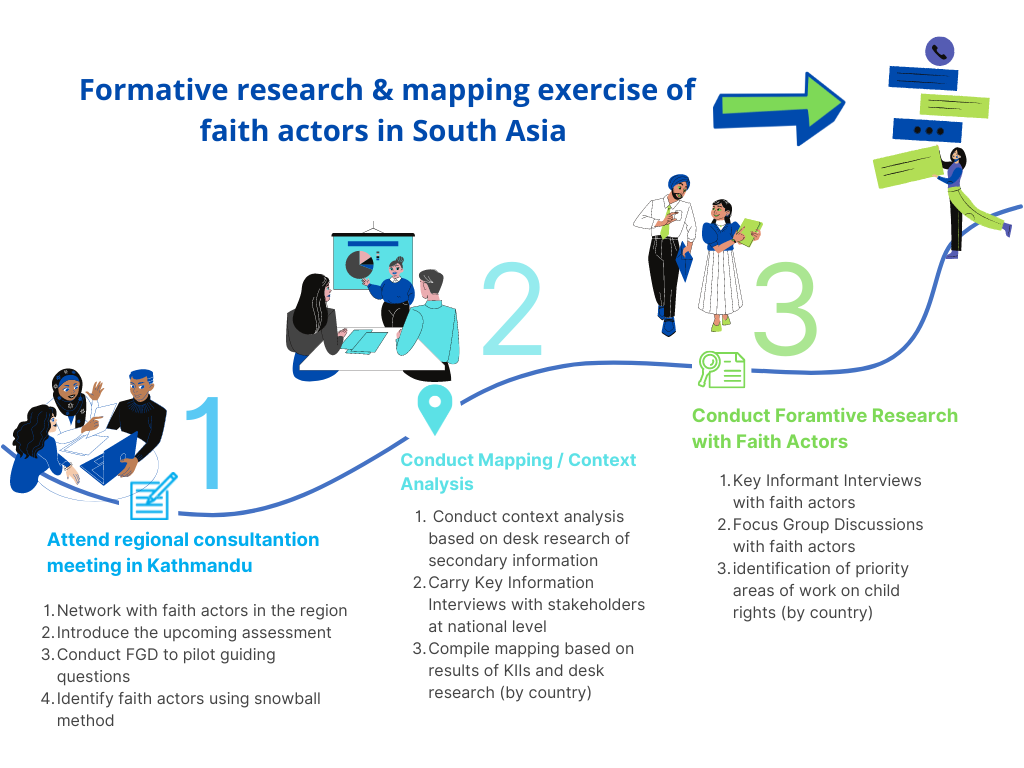 Formative research & mapping exercise of
faith actors in South Asia
1
Attend regional consultantion
meeting in Kathmandu
1.Network with faith actors in the region
2.Introduce the upcoming assessment
3.Conduct FGD to pilot guiding
questions
4.Identify faith actors using snowball
method
2
Conduct Mapping / Context
Analysis
1. Conduct context analysis
based on desk research of
secondary information
2.Carry Key Information
Interviews with stakeholders
at national level
3.Compile mapping based on
results of KIIs and desk
research (by country)
3
Conduct Foramtive Research
with Faith Actors
1.Key Informant Interviews
with faith actors
2.Focus Group Discussions
with faith actors
3.identification of priority
areas of work on child
rights (by country)